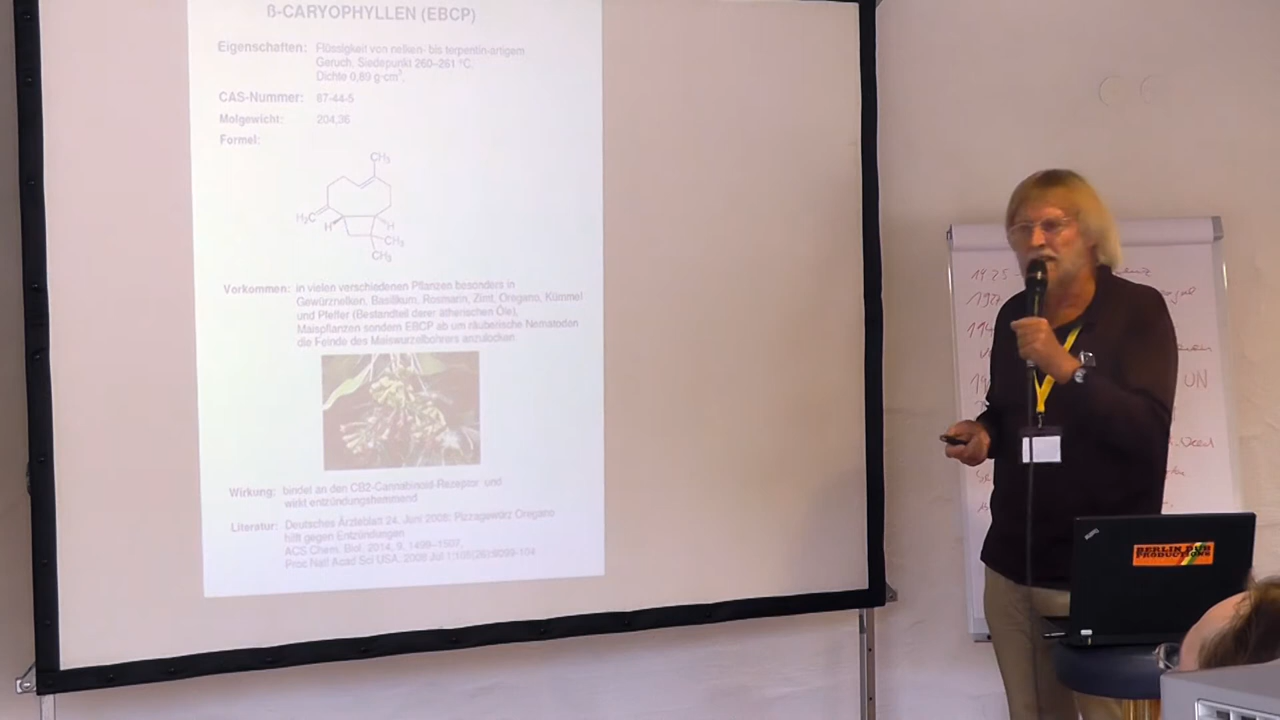 ß-CARYOPHYLLEN (EBCP)
Eigenschaften: Flüssigkeit von nelken- bis terpentin-artigem
Geruch, Siedepunkt 260–261 °C,
Dichte 0,89 g·cm³,
CAS-Nummer: 87-44-5
Molgewicht: 204,36
Formel:
CH₃
H₂C
H
H
CH₃
CH₃
Vorkommen: in vielen verschiedenen Pflanzen besonders in
Gewürznelken, Basilikum, Rosmarin, Zimt, Oregano, Kümmel
und Pfeffer (Bestandteil derer ätherischen Öle),
Maispflanzen sondern EBCP ab um räuberische Nematoden
die Feinde des Maiswurzelbohrers anzulocken
Wirkung: bindet an den CB2-Cannabinoid-Rezeptor und
wirkt entzündungshemmend
Literatur: Deutsches Ärzteblatt 24. Juni 2008: Pizzagewürz Oregano
hilft gegen Entzündungen
ACS Chem. Biol. 2014, 9, 1499–1507,
Proc Natl Acad Sci USA. 2008 Jul 1;105(26):9099-104
1925
UN
BERLIN DUB
PRODUCTIONS